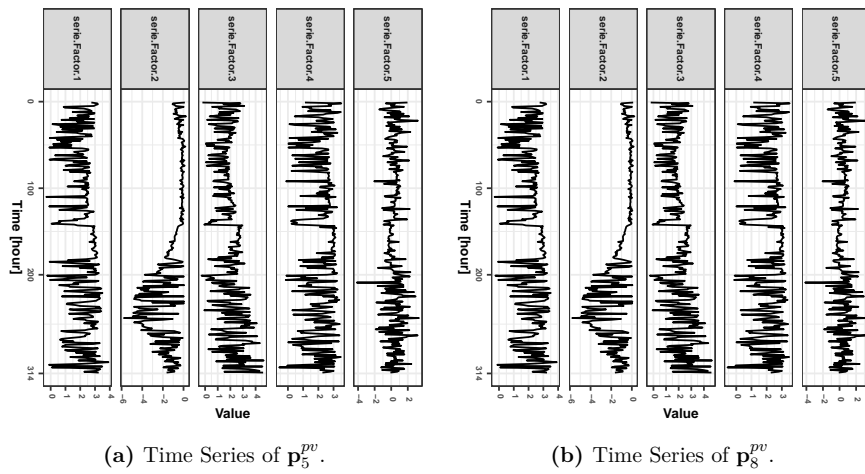 serie.Factor.1
serie.Factor.2
serie.Factor.3
serie.Factor.4
serie.Factor.5
0
100
200
314
Time [hour]
0 1 2 3 4
−6 −4 −2 0
0 1 2 3 4
0 1 2 3 4
−4 −2 0 2
Value
(a) Time Series of p₅ᵖᵛ.
serie.Factor.1
serie.Factor.2
serie.Factor.3
serie.Factor.4
serie.Factor.5
0
100
200
314
Time [hour]
0 1 2 3 4
−6 −4 −2 0
0 1 2 3 4
0 1 2 3 4
−4 −2 0 2
Value
(b) Time Series of p₈ᵖᵛ.